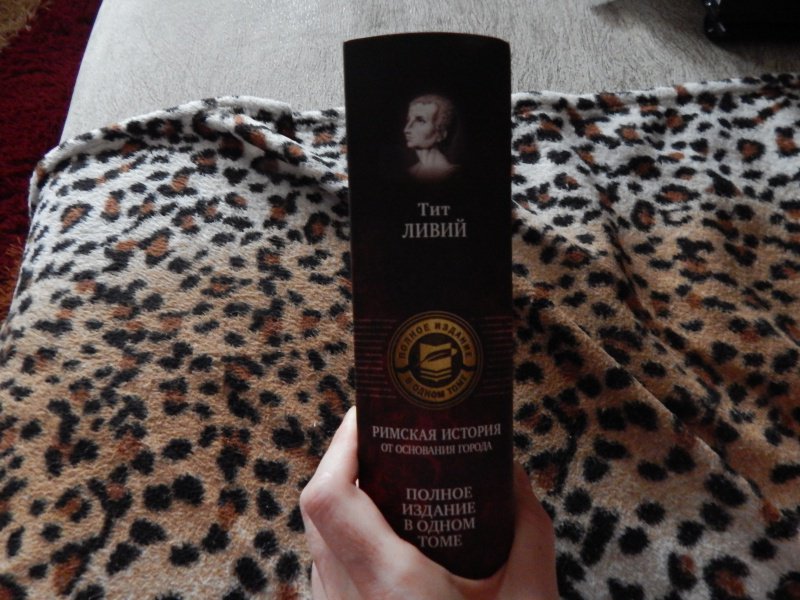 Тит
ЛИВИЙ
ПОЛНОЕ ИЗДАНИЕ
В ОДНОМ ТОМЕ
РИМСКАЯ ИСТОРИЯ
ОТ ОСНОВАНИЯ ГОРОДА
ПОЛНОЕ
ИЗДАНИЕ
В ОДНОМ
ТОМЕ